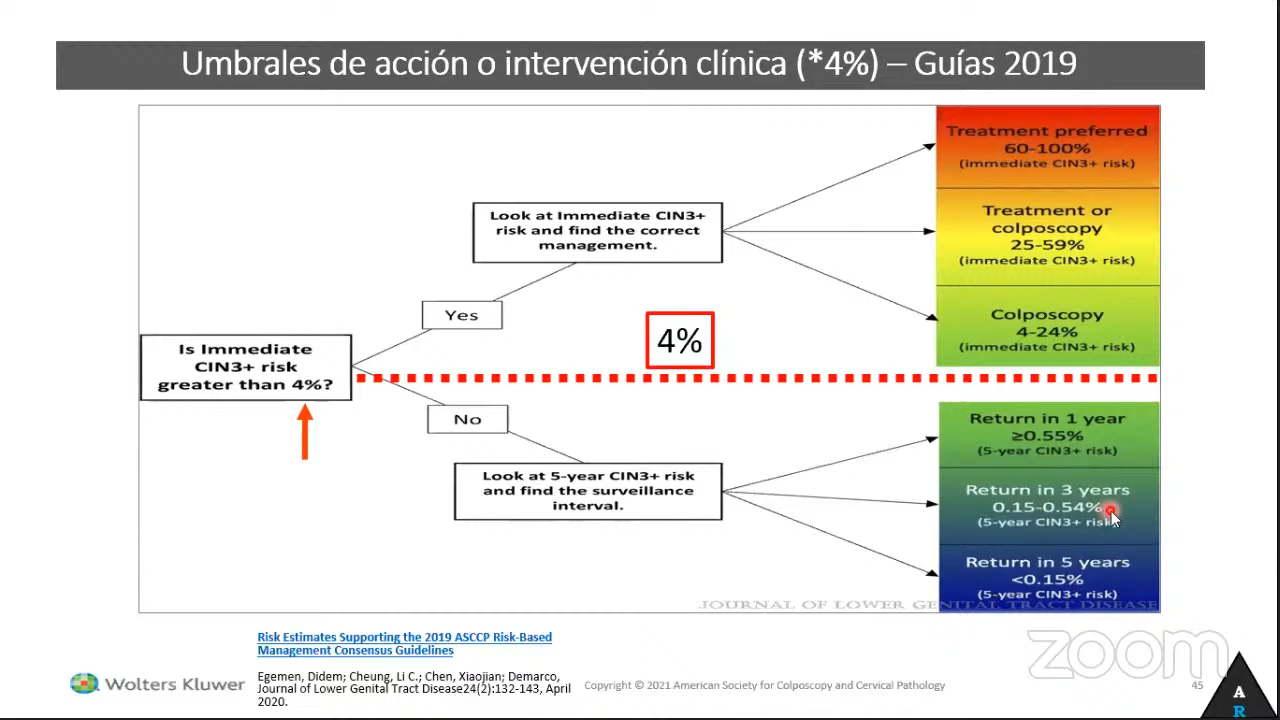 Umbrales de acción o intervención clínica (*4%) – Guías 2019
Treatment preferred
60-100%
(immediate CIN3+ risk)
Look at Immediate CIN3+
risk and find the correct
management.
Treatment or
colposcopy
25-59%
(immediate CIN3+ risk)
Yes
4%
Colposcopy
4-24%
(immediate CIN3+ risk)
Is Immediate
CIN3+ risk
greater than 4%?
No
Return in 1 year
≥0.55%
(5-year CIN3+ risk)
Look at 5-year CIN3+ risk
and find the surveillance
interval.
Return in 3 years
0.15-0.54%
(5-year CIN3+ risk)
Return in 5 years
<0.15%
(5-year CIN3+ risk)
JOURNAL OF LOWER GENITAL TRACT DISEASE
Risk Estimates Supporting the 2019 ASCCP Risk-Based
Management Consensus Guidelines
Egemen, Didem; Cheung, Li C.; Chen, Xiaojian; Demarco,
Journal of Lower Genital Tract Disease24(2):132-143, April
2020.
Wolters Kluwer
Copyright © 2021 American Society for Colposcopy and Cervical Pathology
zoom
45
A
R